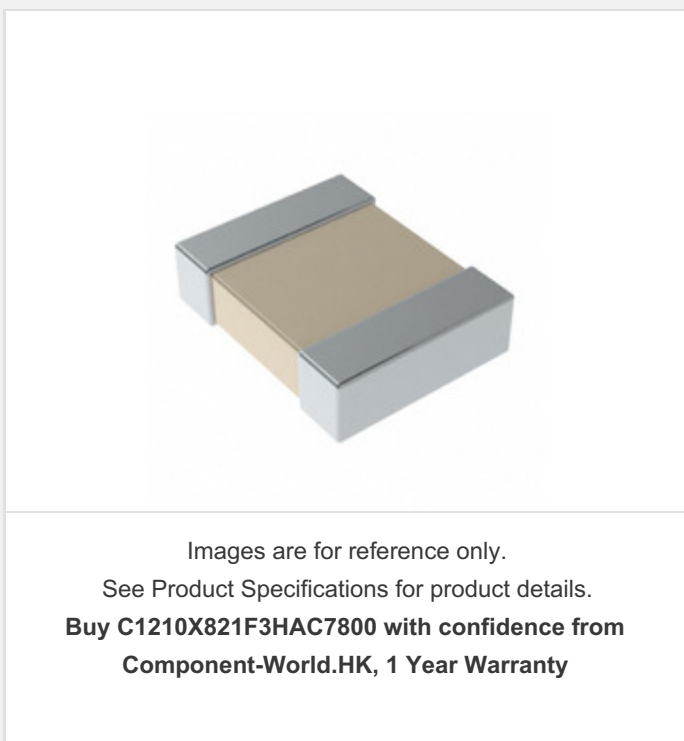 Images are for reference only.
See Product Specifications for product details.
Buy C1210X821F3HAC7800 with confidence from
Component-World.HK, 1 Year Warranty